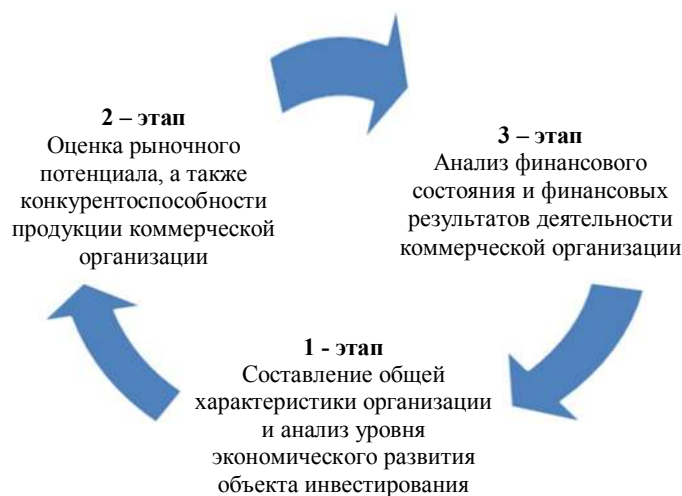 2 – этап
Оценка рыночного
потенциала, а также
конкурентоспособности
продукции коммерческой
организации
3 – этап
Анализ финансового
состояния и финансовых
результатов деятельности
коммерческой организации
1 - этап
Составление общей
характеристики организации
и анализ уровня
экономического развития
объекта инвестирования